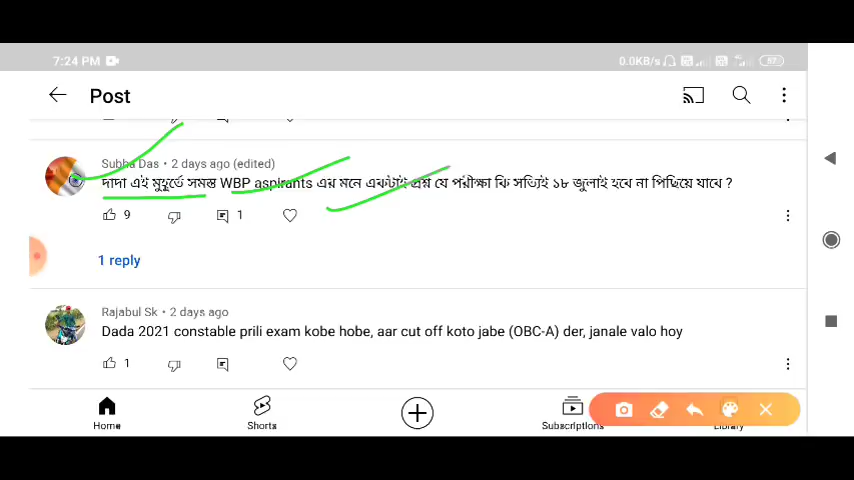 7:24 PM
0.0KB/s
87
Post
Subha Das • 2 days ago (edited)
দাদা এই মুহূর্তে সমস্ত WBP aspirants এর মনে একটাই প্রশ্ন যে পরীক্ষা কি সত্যিই ১৮ জুলাই হবে না পিছিয়ে যাবে ?
9
1
1 reply
Rajabul Sk • 2 days ago
Dada 2021 constable prili exam kobe hobe, aar cut off koto jabe (OBC-A) der, janale valo hoy
1
Home
Shorts
Subscriptions
Library